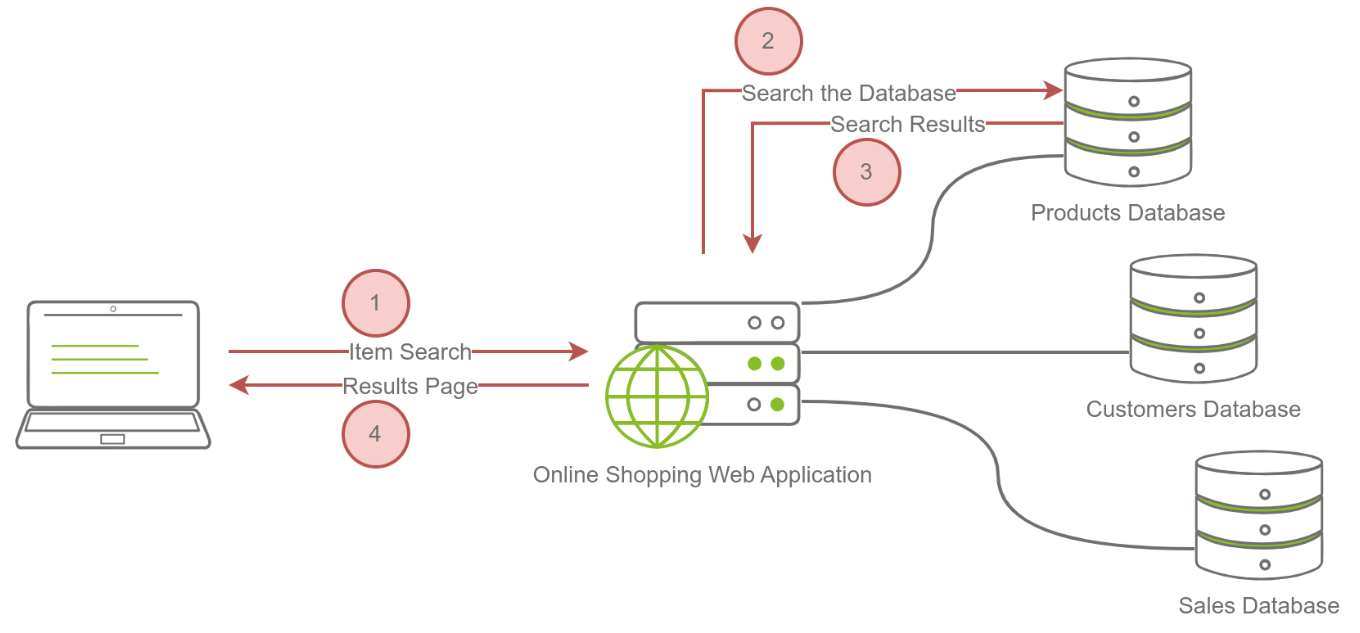 2
Search the Database
Search Results
3
Products Database
1
Item Search
Results Page
4
Customers Database
Online Shopping Web Application
Sales Database